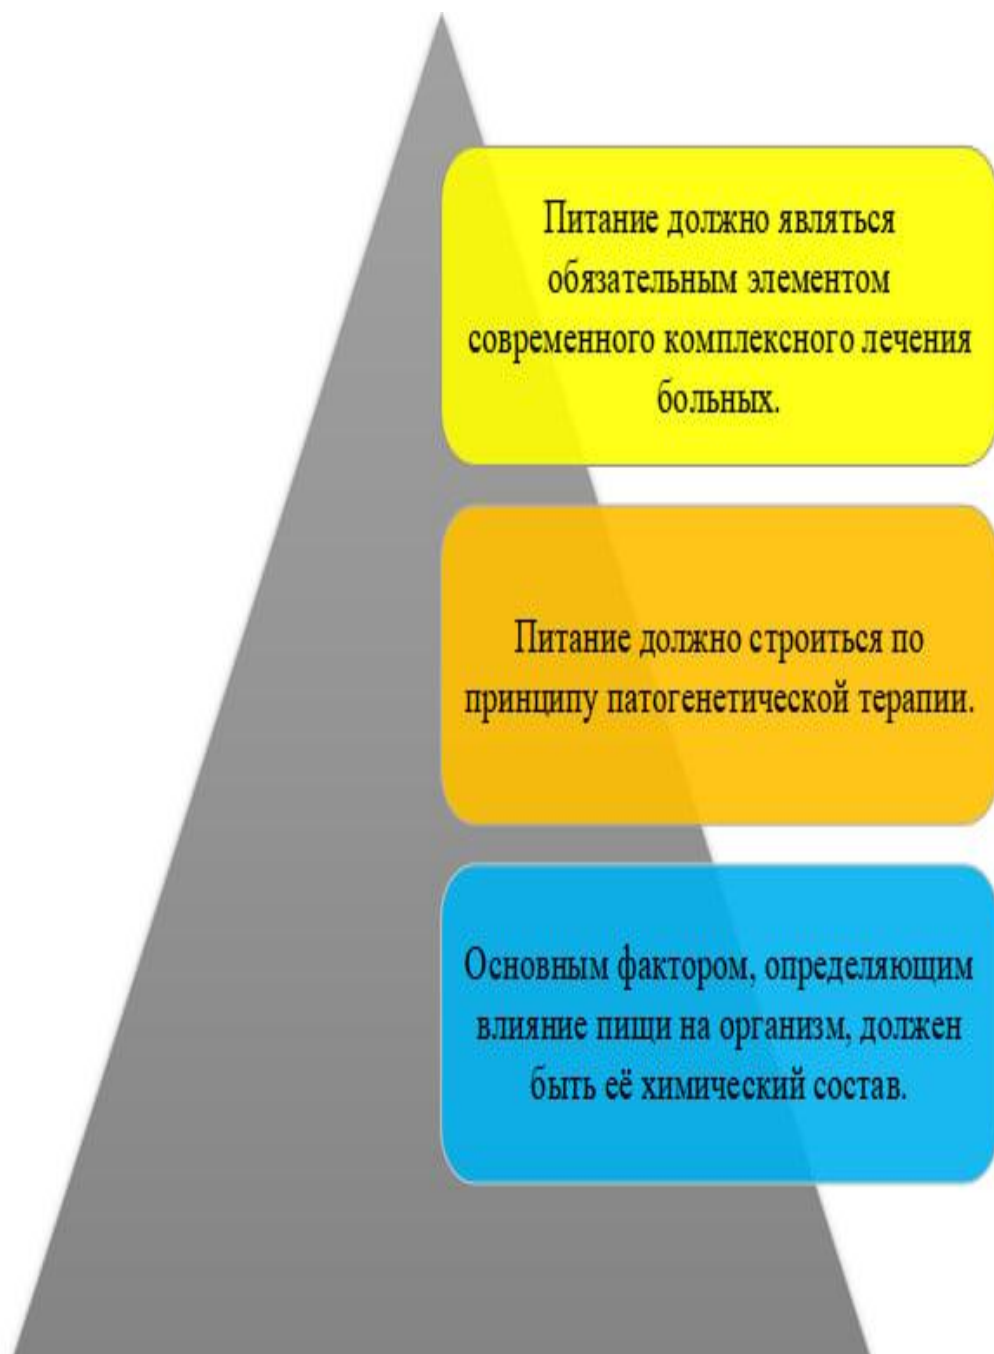 Питание должно являться
обязательным элементом
современного комплексного лечения
больных.
Питание должно строиться по
принципу патогенетической терапии.
Основным фактором, определяющим
влияние пищи на организм, должен
быть её химический состав.